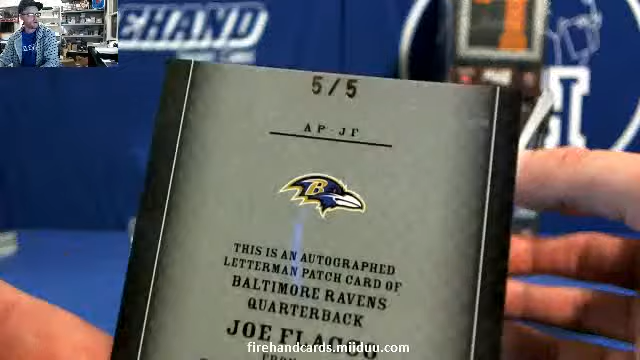 EHAND
5/5
AP-JF
B
THIS IS AN AUTOGRAPHED
LETTERMAN PATCH CARD OF
BALTIMORE RAVENS
QUARTERBACK
JOE FLACCO
firehandcards.miiduu.com